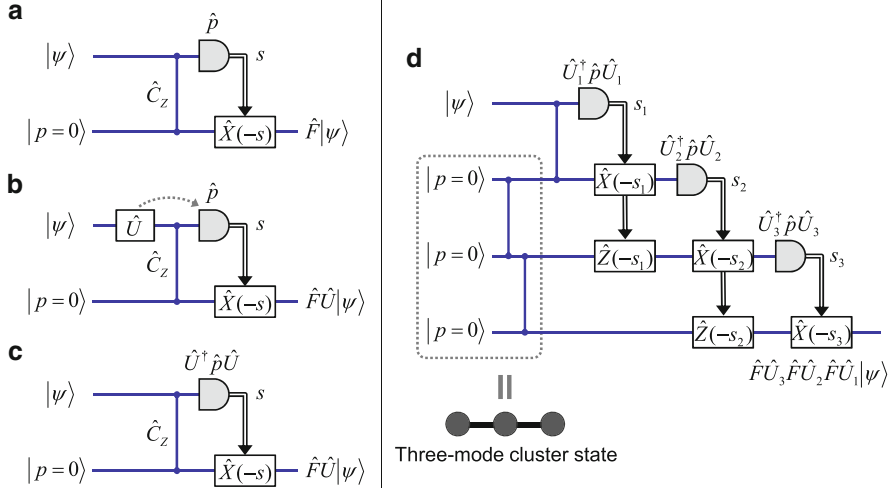 a
p̂
|ψ⟩
s
Ĉ_Z
|p=0⟩
X̂(−s)
F̂|ψ⟩
b
p̂
|ψ⟩
Û
s
Ĉ_Z
|p=0⟩
X̂(−s)
F̂Û|ψ⟩
c
Û†p̂Û
|ψ⟩
s
Ĉ_Z
|p=0⟩
X̂(−s)
F̂Û|ψ⟩
d
Û₁†p̂Û₁
|ψ⟩
s₁
Û₂†p̂Û₂
|p=0⟩
X̂(−s₁)
s₂
Û₃†p̂Û₃
|p=0⟩
Ẑ(−s₁)
X̂(−s₂)
s₃
|p=0⟩
Ẑ(−s₂)
X̂(−s₃)
F̂Û₃F̂Û₂F̂Û₁|ψ⟩
Three-mode cluster state